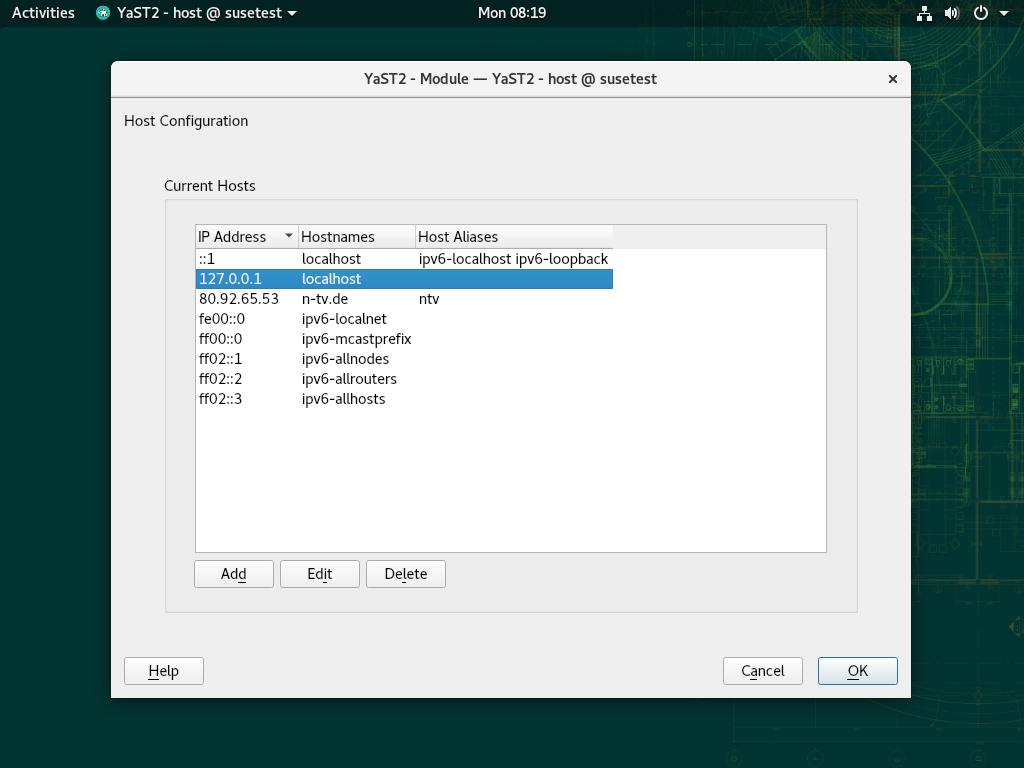 Activities YaST2 - host @ susetest Mon 08:19
YaST2 - Module — YaST2 - host @ susetest
Host Configuration
Current Hosts
IP Address Hostnames Host Aliases
::1 localhost ipv6-localhost ipv6-loopback
127.0.0.1 localhost
80.92.65.53 n-tv.de ntv
fe00::0 ipv6-localnet
ff00::0 ipv6-mcastprefix
ff02::1 ipv6-allnodes
ff02::2 ipv6-allrouters
ff02::3 ipv6-allhosts
Add Edit Delete
Help Cancel OK